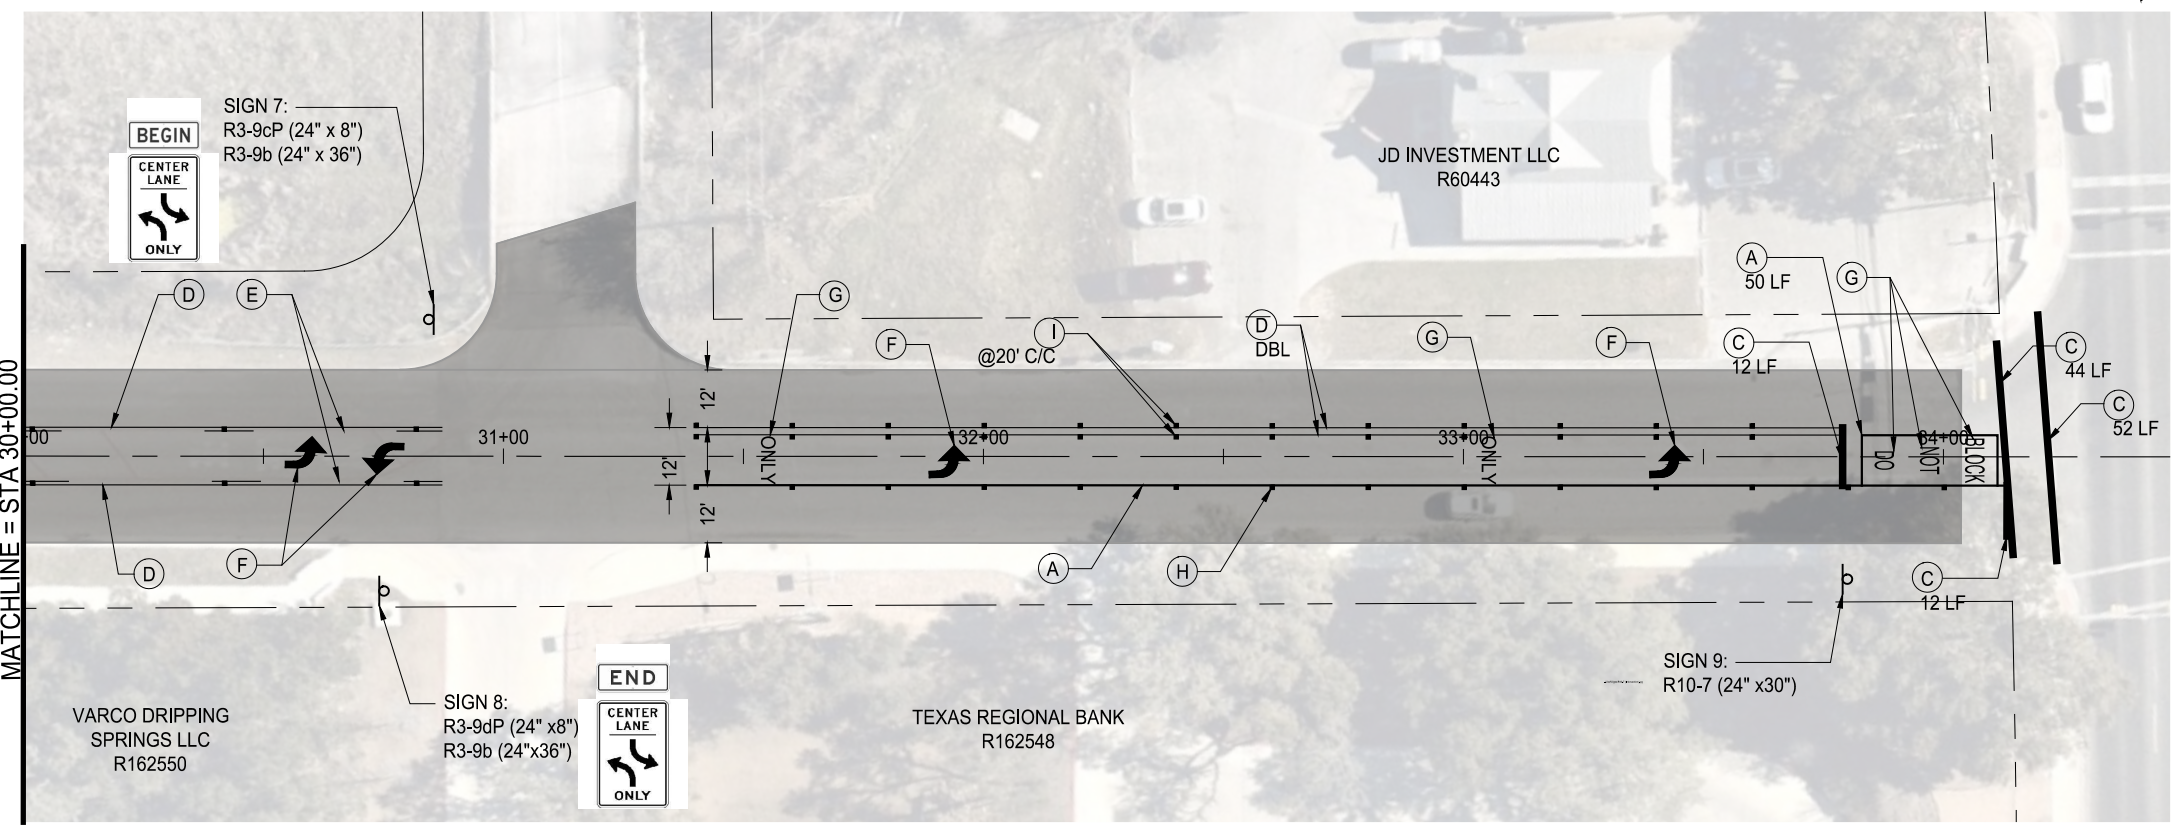 SIGN 7:
R3-9cP (24" x 8")
R3-9b (24" x 36")
BEGIN
CENTER
LANE
ONLY
JD INVESTMENT LLC
R60443
A
50 LF
G
D
E
G
F
I
@20' C/C
D
DBL
G
F
C
12 LF
C
44 LF
C
52 LF
MATCHLINE = STA 30+00.00
+00
31+00
32+00
33+00
34+00
12'
12'
12'
ONLY
ONLY
DO
NOT
BLOCK
D
F
A
H
C
12 LF
SIGN 8:
R3-9dP (24" x8")
R3-9b (24"x36")
END
CENTER
LANE
ONLY
SIGN 9:
R10-7 (24" x30")
VARCO DRIPPING
SPRINGS LLC
R162550
TEXAS REGIONAL BANK
R162548